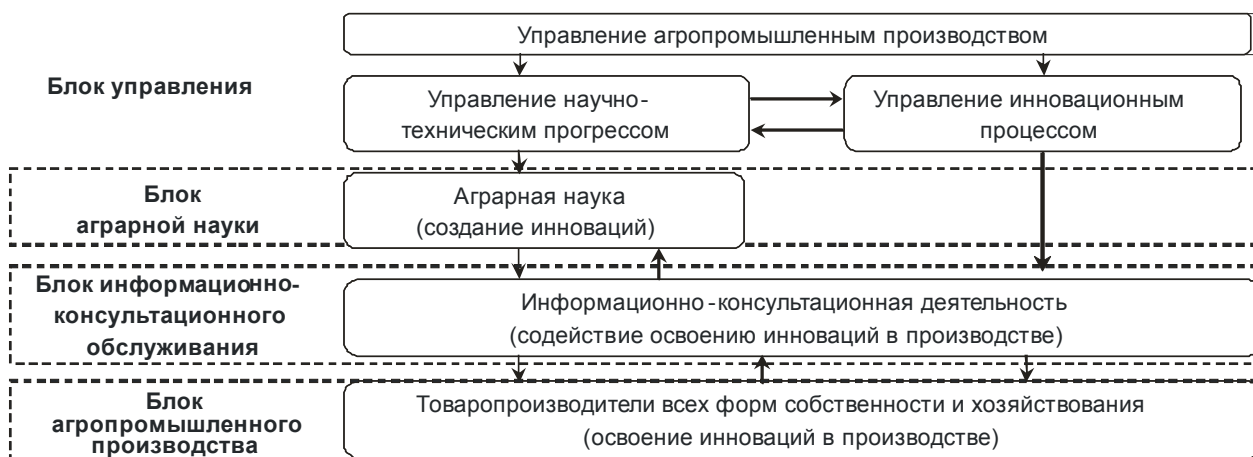 Управление агропромышленным производством
Блок управления
Управление научно-
техническим прогрессом
Управление инновационным
процессом
Блок
аграрной науки
Аграрная наука
(создание инноваций)
Блок информационно-
консультационного
обслуживания
Информационно-консультационная деятельность
(содействие освоению инноваций в производстве)
Блок
агропромышленного
производства
Товаропроизводители всех форм собственности и хозяйствования
(освоение инноваций в производстве)